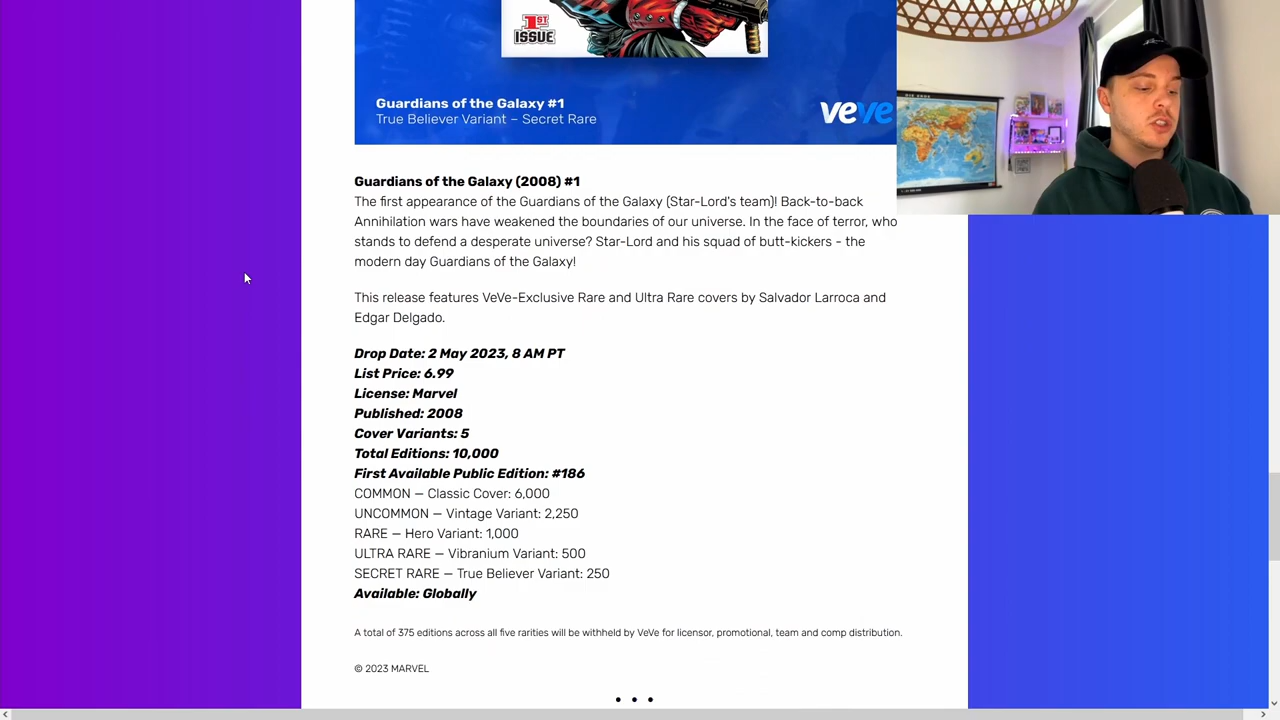 1ST
ISSUE
Guardians of the Galaxy #1
True Believer Variant – Secret Rare
veve
Guardians of the Galaxy (2008) #1
The first appearance of the Guardians of the Galaxy (Star-Lord's team)! Back-to-back
Annihilation wars have weakened the boundaries of our universe. In the face of terror, who
stands to defend a desperate universe? Star-Lord and his squad of butt-kickers - the
modern day Guardians of the Galaxy!
This release features VeVe-Exclusive Rare and Ultra Rare covers by Salvador Larroca and
Edgar Delgado.
Drop Date: 2 May 2023, 8 AM PT
List Price: 6.99
License: Marvel
Published: 2008
Cover Variants: 5
Total Editions: 10,000
First Available Public Edition: #186
COMMON — Classic Cover: 6,000
UNCOMMON — Vintage Variant: 2,250
RARE — Hero Variant: 1,000
ULTRA RARE — Vibranium Variant: 500
SECRET RARE — True Believer Variant: 250
Available: Globally
A total of 375 editions across all five rarities will be withheld by VeVe for licensor, promotional, team and comp distribution.
© 2023 MARVEL